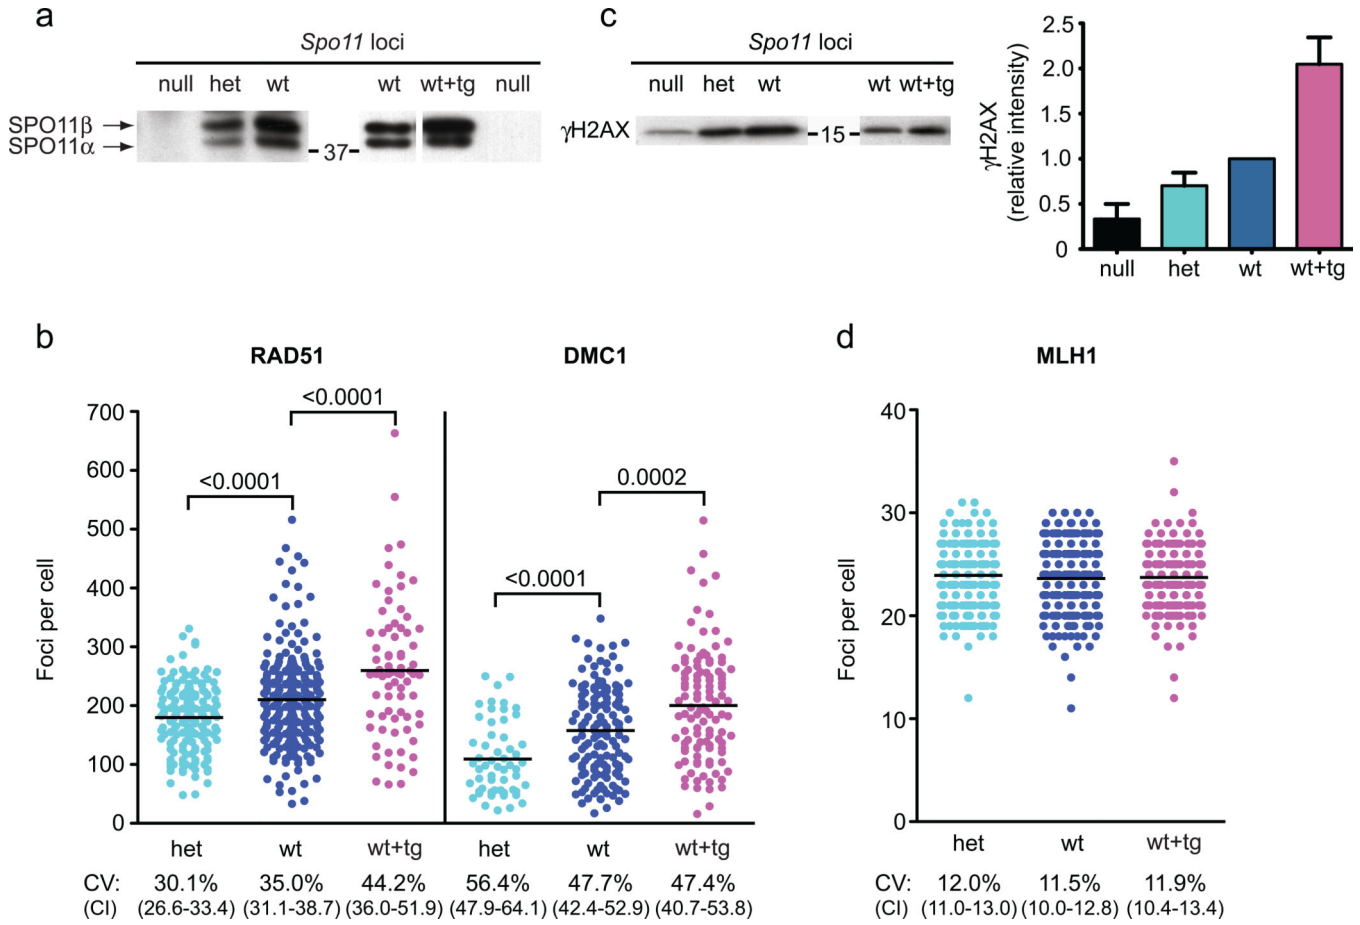 a
Spo11 loci
null het wt wt wt+tg null
SPO11β
SPO11α
37
c
Spo11 loci
null het wt wt wt+tg
γH2AX
15
γH2AX
(relative intensity)
2.5
2.0
1.5
1.0
0.5
0
null het wt wt+tg
b
RAD51 DMC1
Foci per cell
700
600
500
400
300
200
100
0
<0.0001
<0.0001
<0.0001
0.0002
het wt wt+tg het wt wt+tg
CV: 30.1% 35.0% 44.2% 56.4% 47.7% 47.4%
(CI) (26.6-33.4) (31.1-38.7) (36.0-51.9) (47.9-64.1) (42.4-52.9) (40.7-53.8)
d
MLH1
Foci per cell
40
30
20
10
0
het wt wt+tg
CV: 12.0% 11.5% 11.9%
(CI) (11.0-13.0) (10.0-12.8) (10.4-13.4)